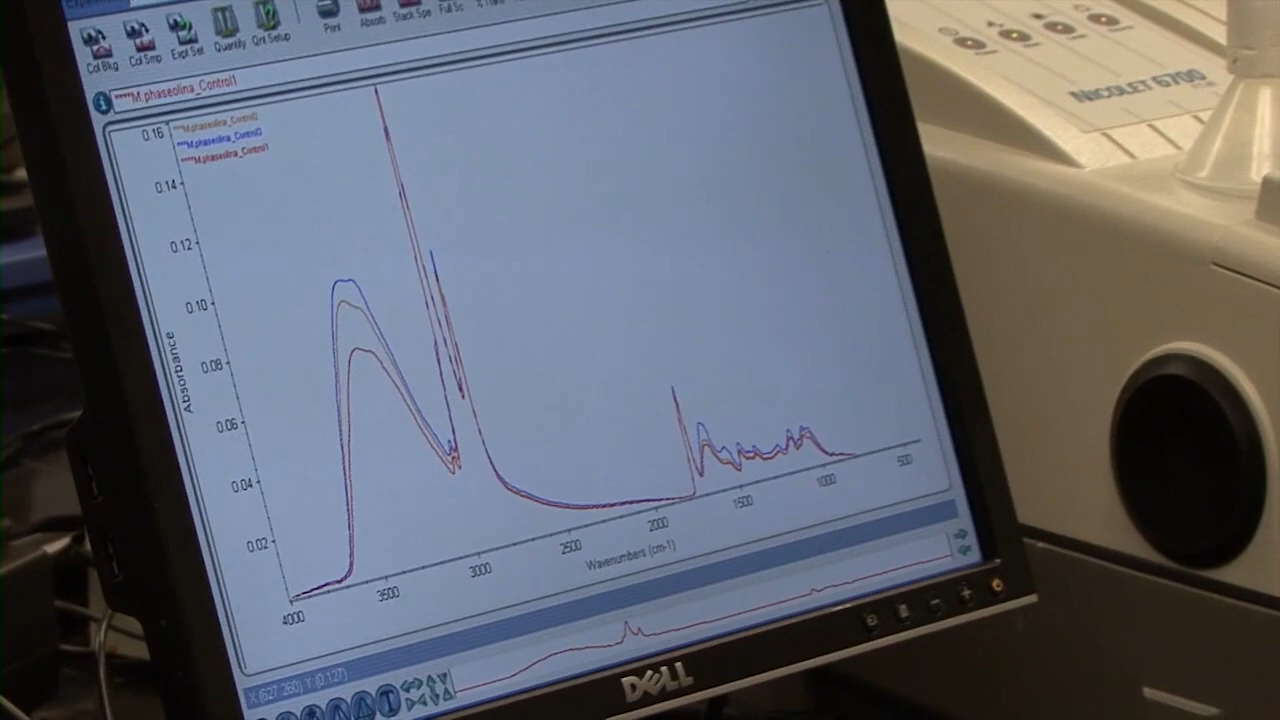 Col Bkg Col Smp Expt Set Quantify Qnt Setup Print Absorb Stack Spe Full Sc
****M.phaseolina_Control1
***M.phaseolina_Control2
***M.phaseolina_Control3
****M.phaseolina_Control1
0.16
0.14
0.12
0.10
0.08
0.06
0.04
0.02
Absorbance
4000 3500 3000 2500 2000 1500 1000 500
Wavenumbers (cm-1)
X:(627.260) Y:(0.127)
DELL
NICOLET 6700